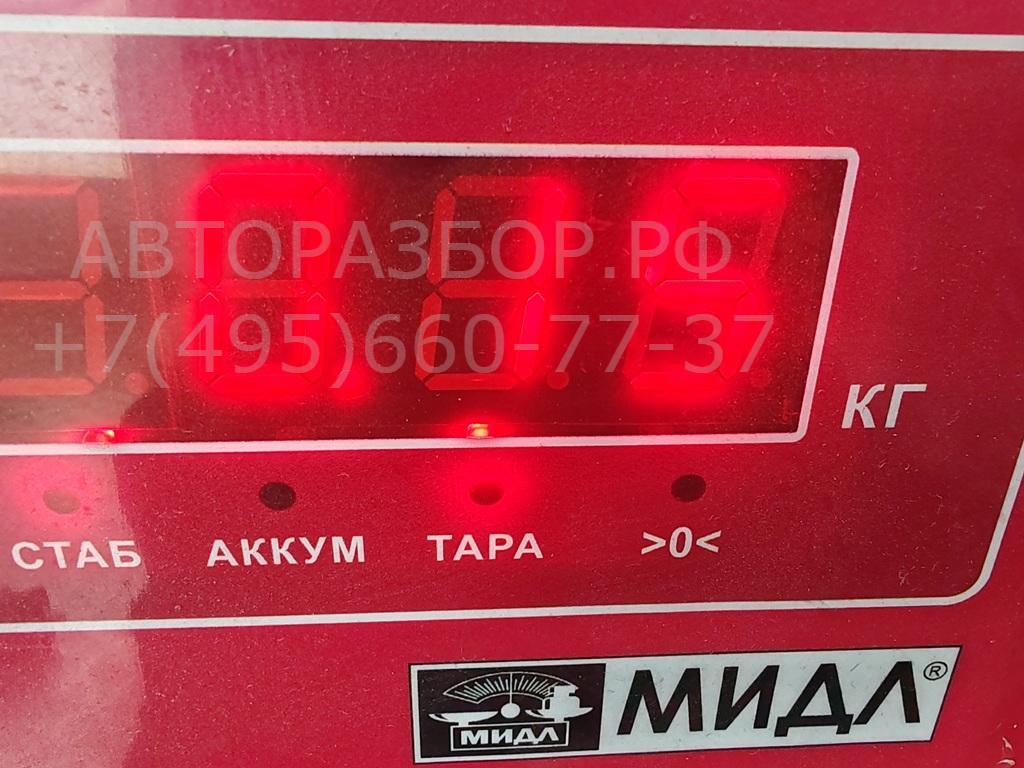 АВТОРАЗБОР.РФ
+7(495)660-77-37
КГ
СТАБ АККУМ ТАРА >0<
МИДЛ МИДЛ®